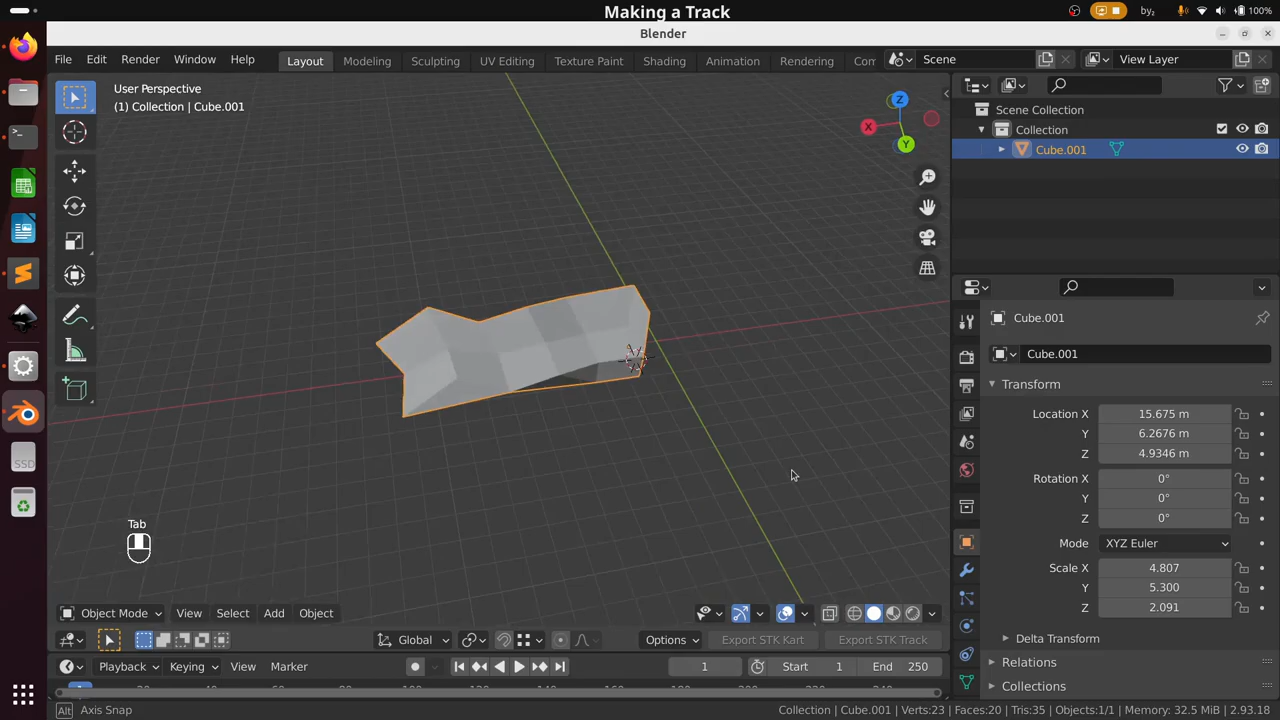 Making a Track
by₂
100%
Blender
File Edit Render Window Help
Layout Modeling Sculpting UV Editing Texture Paint Shading Animation Rendering Com
Scene
View Layer
User Perspective
(1) Collection | Cube.001
Z
X
Y
Scene Collection
Collection
Cube.001
Cube.001
Cube.001
Transform
Location X 15.675 m
Y 6.2676 m
Z 4.9346 m
Rotation X 0°
Y 0°
Z 0°
Mode XYZ Euler
Scale X 4.807
Y 5.300
Z 2.091
Delta Transform
Relations
Collections
SSD
Tab
Object Mode View Select Add Object
Global
Options Export STK Kart Export STK Track
Playback Keying View Marker
1 Start 1 End 250
Alt Axis Snap
Collection | Cube.001 | Verts:23 | Faces:20 | Tris:35 | Objects:1/1 | Memory: 32.5 MiB | 2.93.18